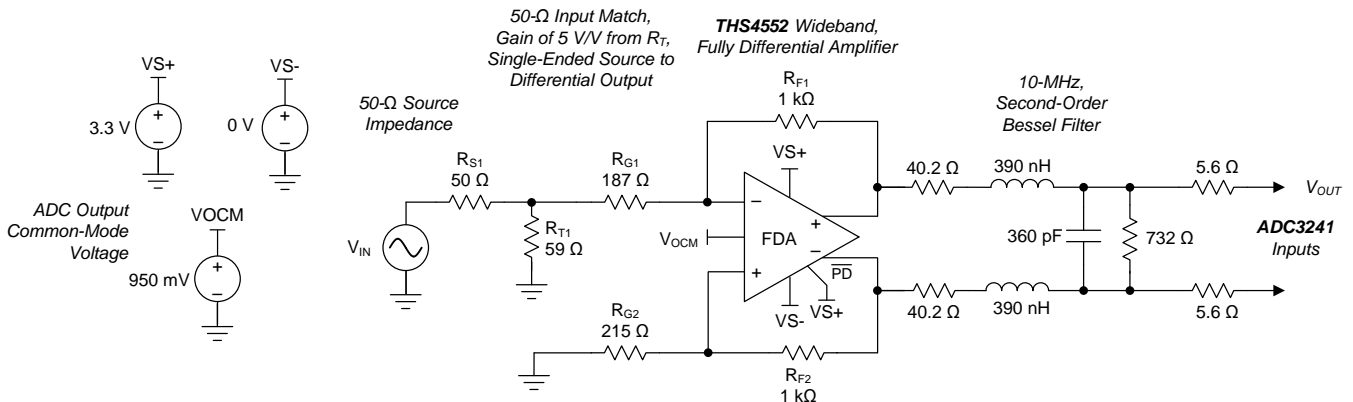 50-Ω Input Match,
Gain of 5 V/V from RT,
Single-Ended Source to
Differential Output
THS4552 Wideband,
Fully Differential Amplifier
VS+
3.3 V
VS-
0 V
ADC Output
Common-Mode
Voltage
VOCM
950 mV
50-Ω Source
Impedance
RS1
50 Ω
VIN
RT1
59 Ω
RG1
187 Ω
RG2
215 Ω
RF1
1 kΩ
VS+
VOCM
FDA
PD
VS-
VS+
RF2
1 kΩ
10-MHz,
Second-Order
Bessel Filter
40.2 Ω
390 nH
5.6 Ω
VOUT
360 pF
732 Ω
ADC3241
Inputs
40.2 Ω
390 nH
5.6 Ω